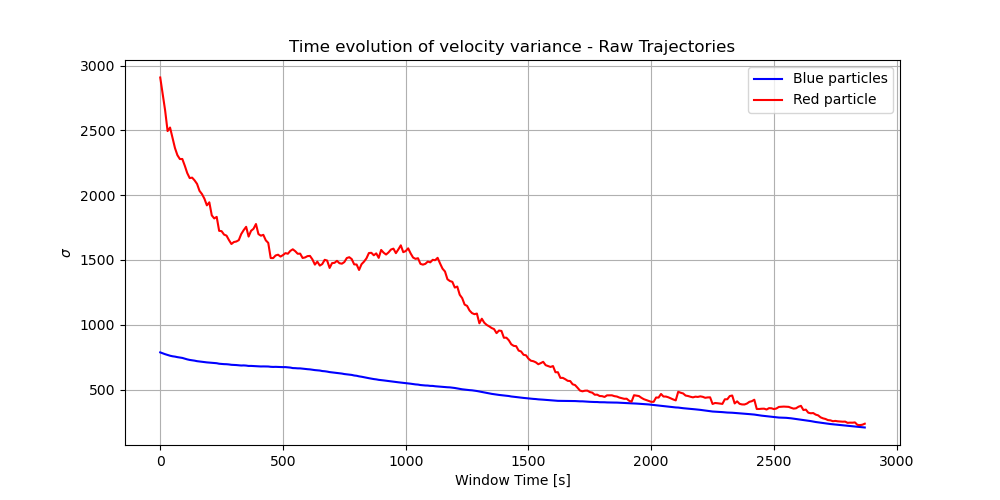 Time evolution of velocity variance - Raw Trajectories
3000
2500
2000
1500
1000
500
σ
Blue particles
Red particle
0 500 1000 1500 2000 2500 3000
Window Time [s]